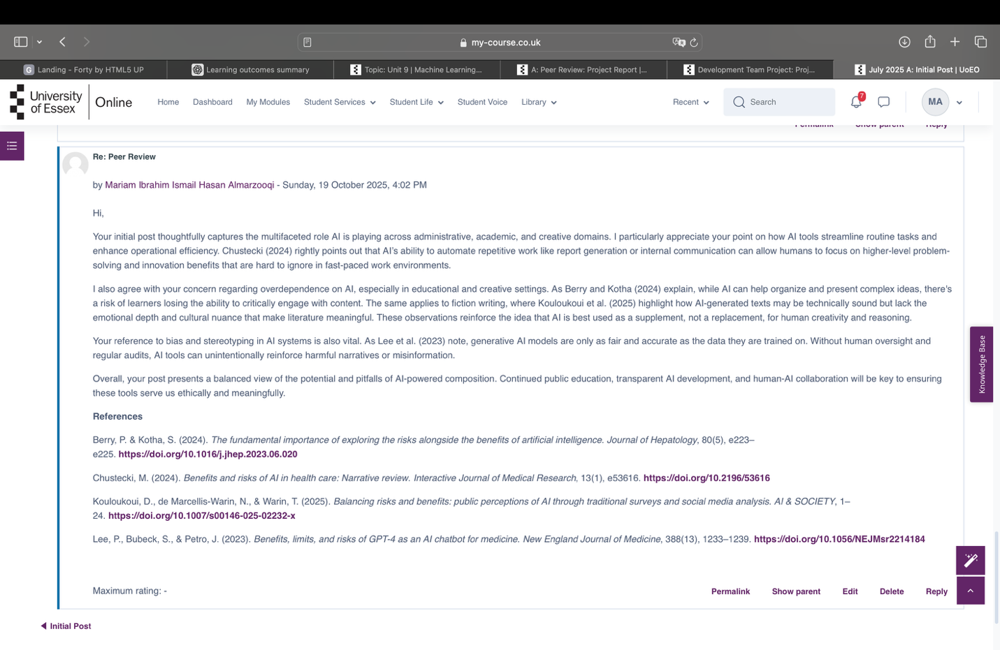 my-course.co.uk
G Landing - Forty by HTML5 UP
Learning outcomes summary
Topic: Unit 9 | Machine Learning...
A: Peer Review: Project Report |...
Development Team Project: Proj...
July 2025 A: Initial Post | UoEO
University of Essex Online
Home
Dashboard
My Modules
Student Services
Student Life
Student Voice
Library
Recent
Search
7
MA
Permalink Show parent Reply
Re: Peer Review
by Mariam Ibrahim Ismail Hasan Almarzooqi - Sunday, 19 October 2025, 4:02 PM
Hi,
Your initial post thoughtfully captures the multifaceted role AI is playing across administrative, academic, and creative domains. I particularly appreciate your point on how AI tools streamline routine tasks and
enhance operational efficiency. Chustecki (2024) rightly points out that AI's ability to automate repetitive work like report generation or internal communication can allow humans to focus on higher-level problem-
solving and innovation benefits that are hard to ignore in fast-paced work environments.
I also agree with your concern regarding overdependence on AI, especially in educational and creative settings. As Berry and Kotha (2024) explain, while AI can help organize and present complex ideas, there's
a risk of learners losing the ability to critically engage with content. The same applies to fiction writing, where Kouloukoui et al. (2025) highlight how AI-generated texts may be technically sound but lack the
emotional depth and cultural nuance that make literature meaningful. These observations reinforce the idea that AI is best used as a supplement, not a replacement, for human creativity and reasoning.
Your reference to bias and stereotyping in AI systems is also vital. As Lee et al. (2023) note, generative AI models are only as fair and accurate as the data they are trained on. Without human oversight and
regular audits, AI tools can unintentionally reinforce harmful narratives or misinformation.
Overall, your post presents a balanced view of the potential and pitfalls of AI-powered composition. Continued public education, transparent AI development, and human-AI collaboration will be key to ensuring
these tools serve us ethically and meaningfully.
References
Berry, P. & Kotha, S. (2024). The fundamental importance of exploring the risks alongside the benefits of artificial intelligence. Journal of Hepatology, 80(5), e223–
e225. https://doi.org/10.1016/j.jhep.2023.06.020
Chustecki, M. (2024). Benefits and risks of AI in health care: Narrative review. Interactive Journal of Medical Research, 13(1), e53616. https://doi.org/10.2196/53616
Kouloukoui, D., de Marcellis-Warin, N., & Warin, T. (2025). Balancing risks and benefits: public perceptions of AI through traditional surveys and social media analysis. AI & SOCIETY, 1–
24. https://doi.org/10.1007/s00146-025-02232-x
Lee, P., Bubeck, S., & Petro, J. (2023). Benefits, limits, and risks of GPT-4 as an AI chatbot for medicine. New England Journal of Medicine, 388(13), 1233–1239. https://doi.org/10.1056/NEJMsr2214184
Knowledge Base
Maximum rating: -
Permalink Show parent Edit Delete Reply
Initial Post